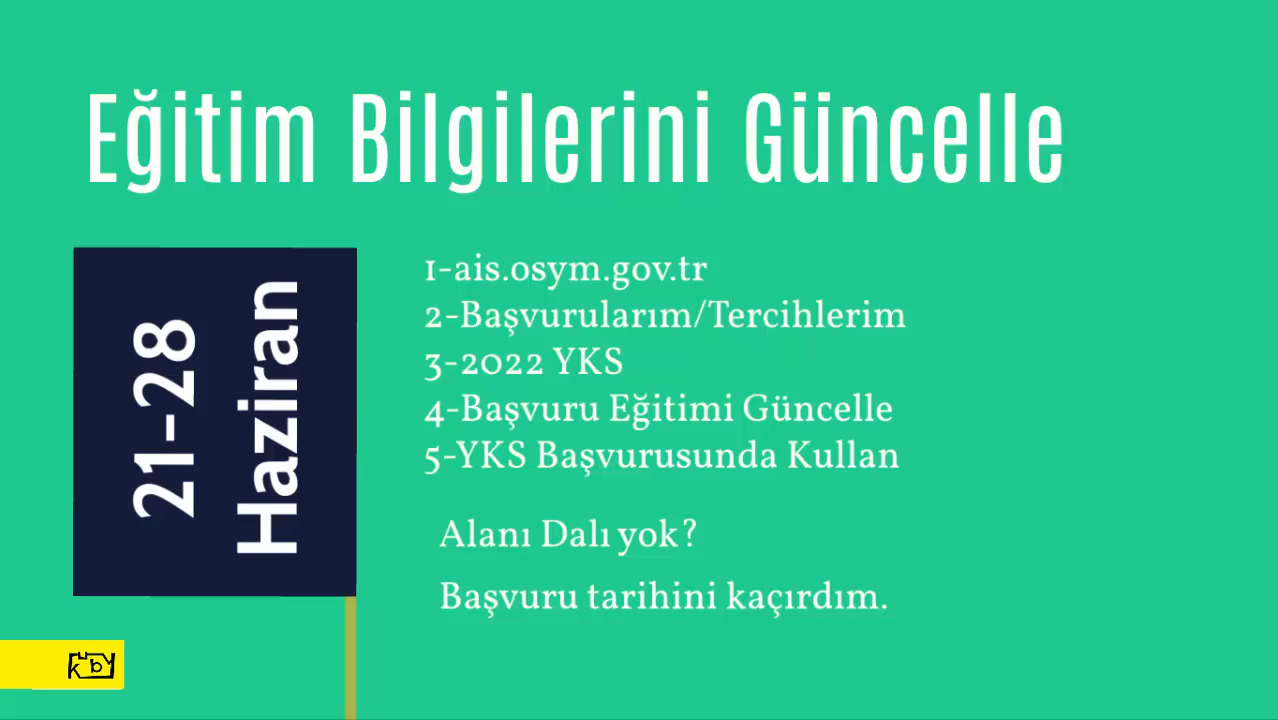 Eğitim Bilgilerini Güncelle
21-28
Haziran
1-ais.osym.gov.tr
2-Başvurularım/Tercihlerim
3-2022 YKS
4-Başvuru Eğitimi Güncelle
5-YKS Başvurusunda Kullan
Alanı Dalı yok?
Başvuru tarihini kaçırdım.
kby